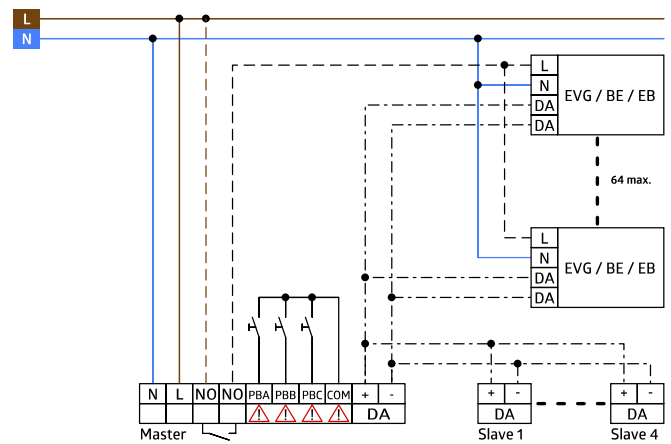 L
N
L
N
DA
DA
EVG / BE / EB
64 max.
L
N
DA
DA
EVG / BE / EB
N L NO NO PBA PBB PBC COM + -
! ! ! !
DA
Master
+ -
DA
Slave 1
+ -
DA
Slave 4